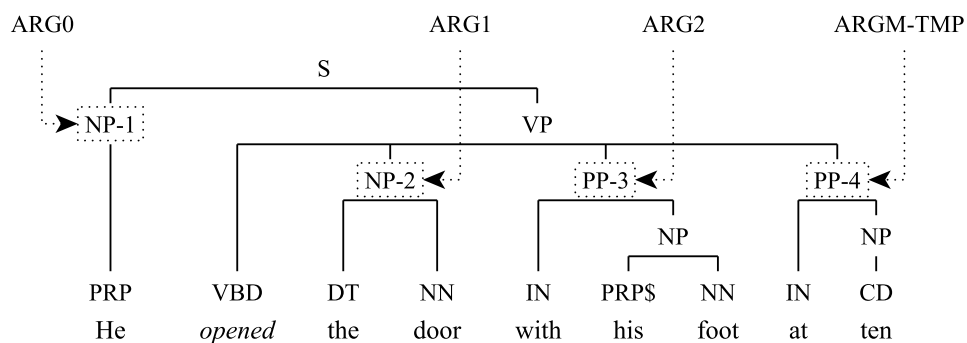 ARG0 ARG1 ARG2 ARGM-TMP
S
NP-1 VP
NP-2 PP-3 PP-4
NP NP
PRP VBD DT NN IN PRP$ NN IN CD
He opened the door with his foot at ten